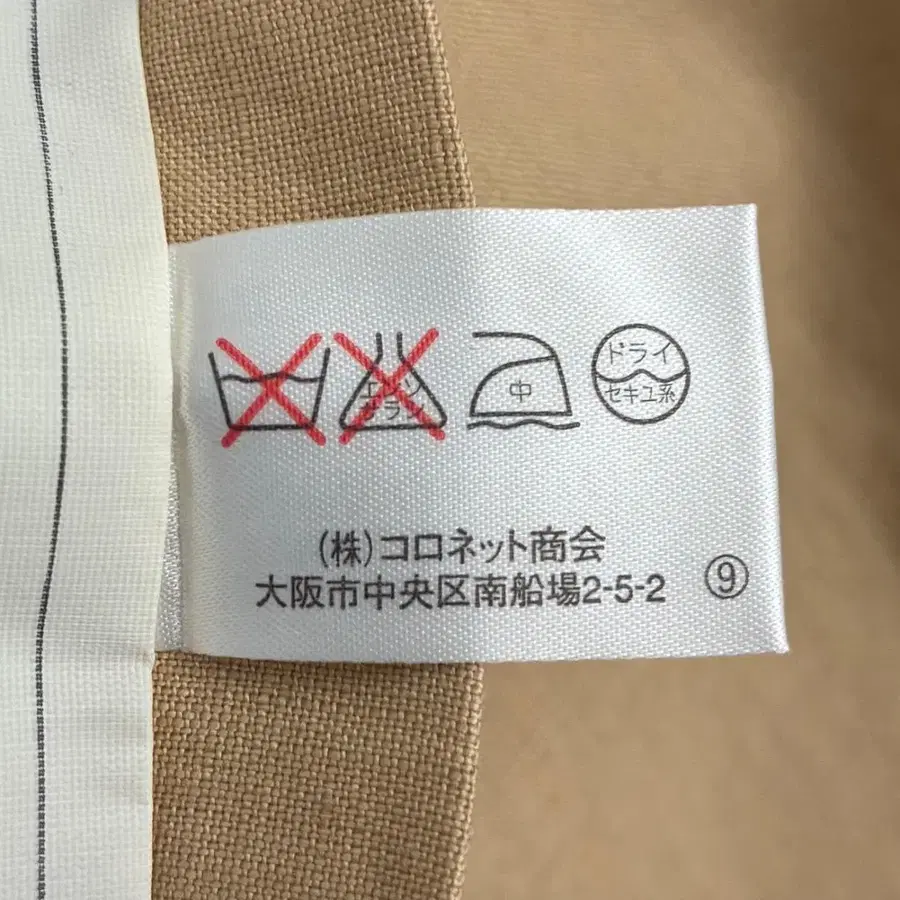 エンソ
サラシ
中
ドライ
セキユ系
(株)コロネット商会
大阪市中央区南船場2-5-2
⑨